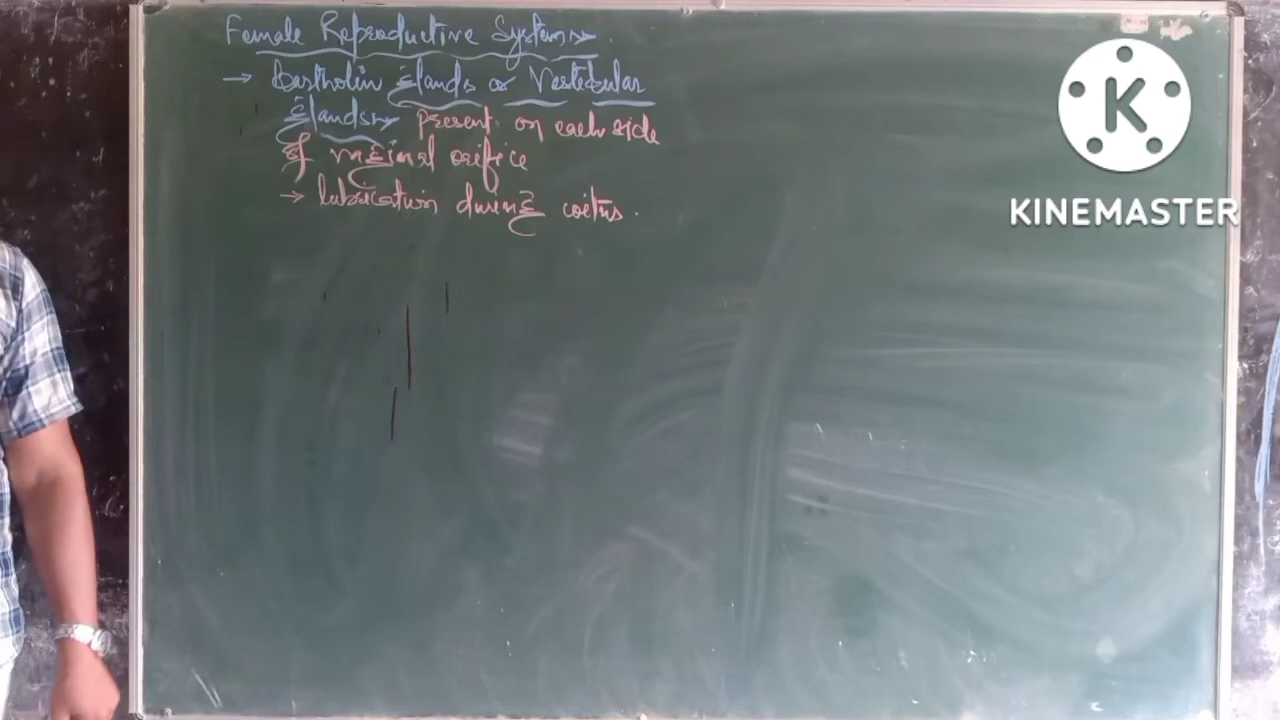 Female Reproductive System:>
→ Bartholin glands or Vestibular
glands:> Present on each side
of vaginal orifice
→ lubrication during coitus.
K
KINEMASTER